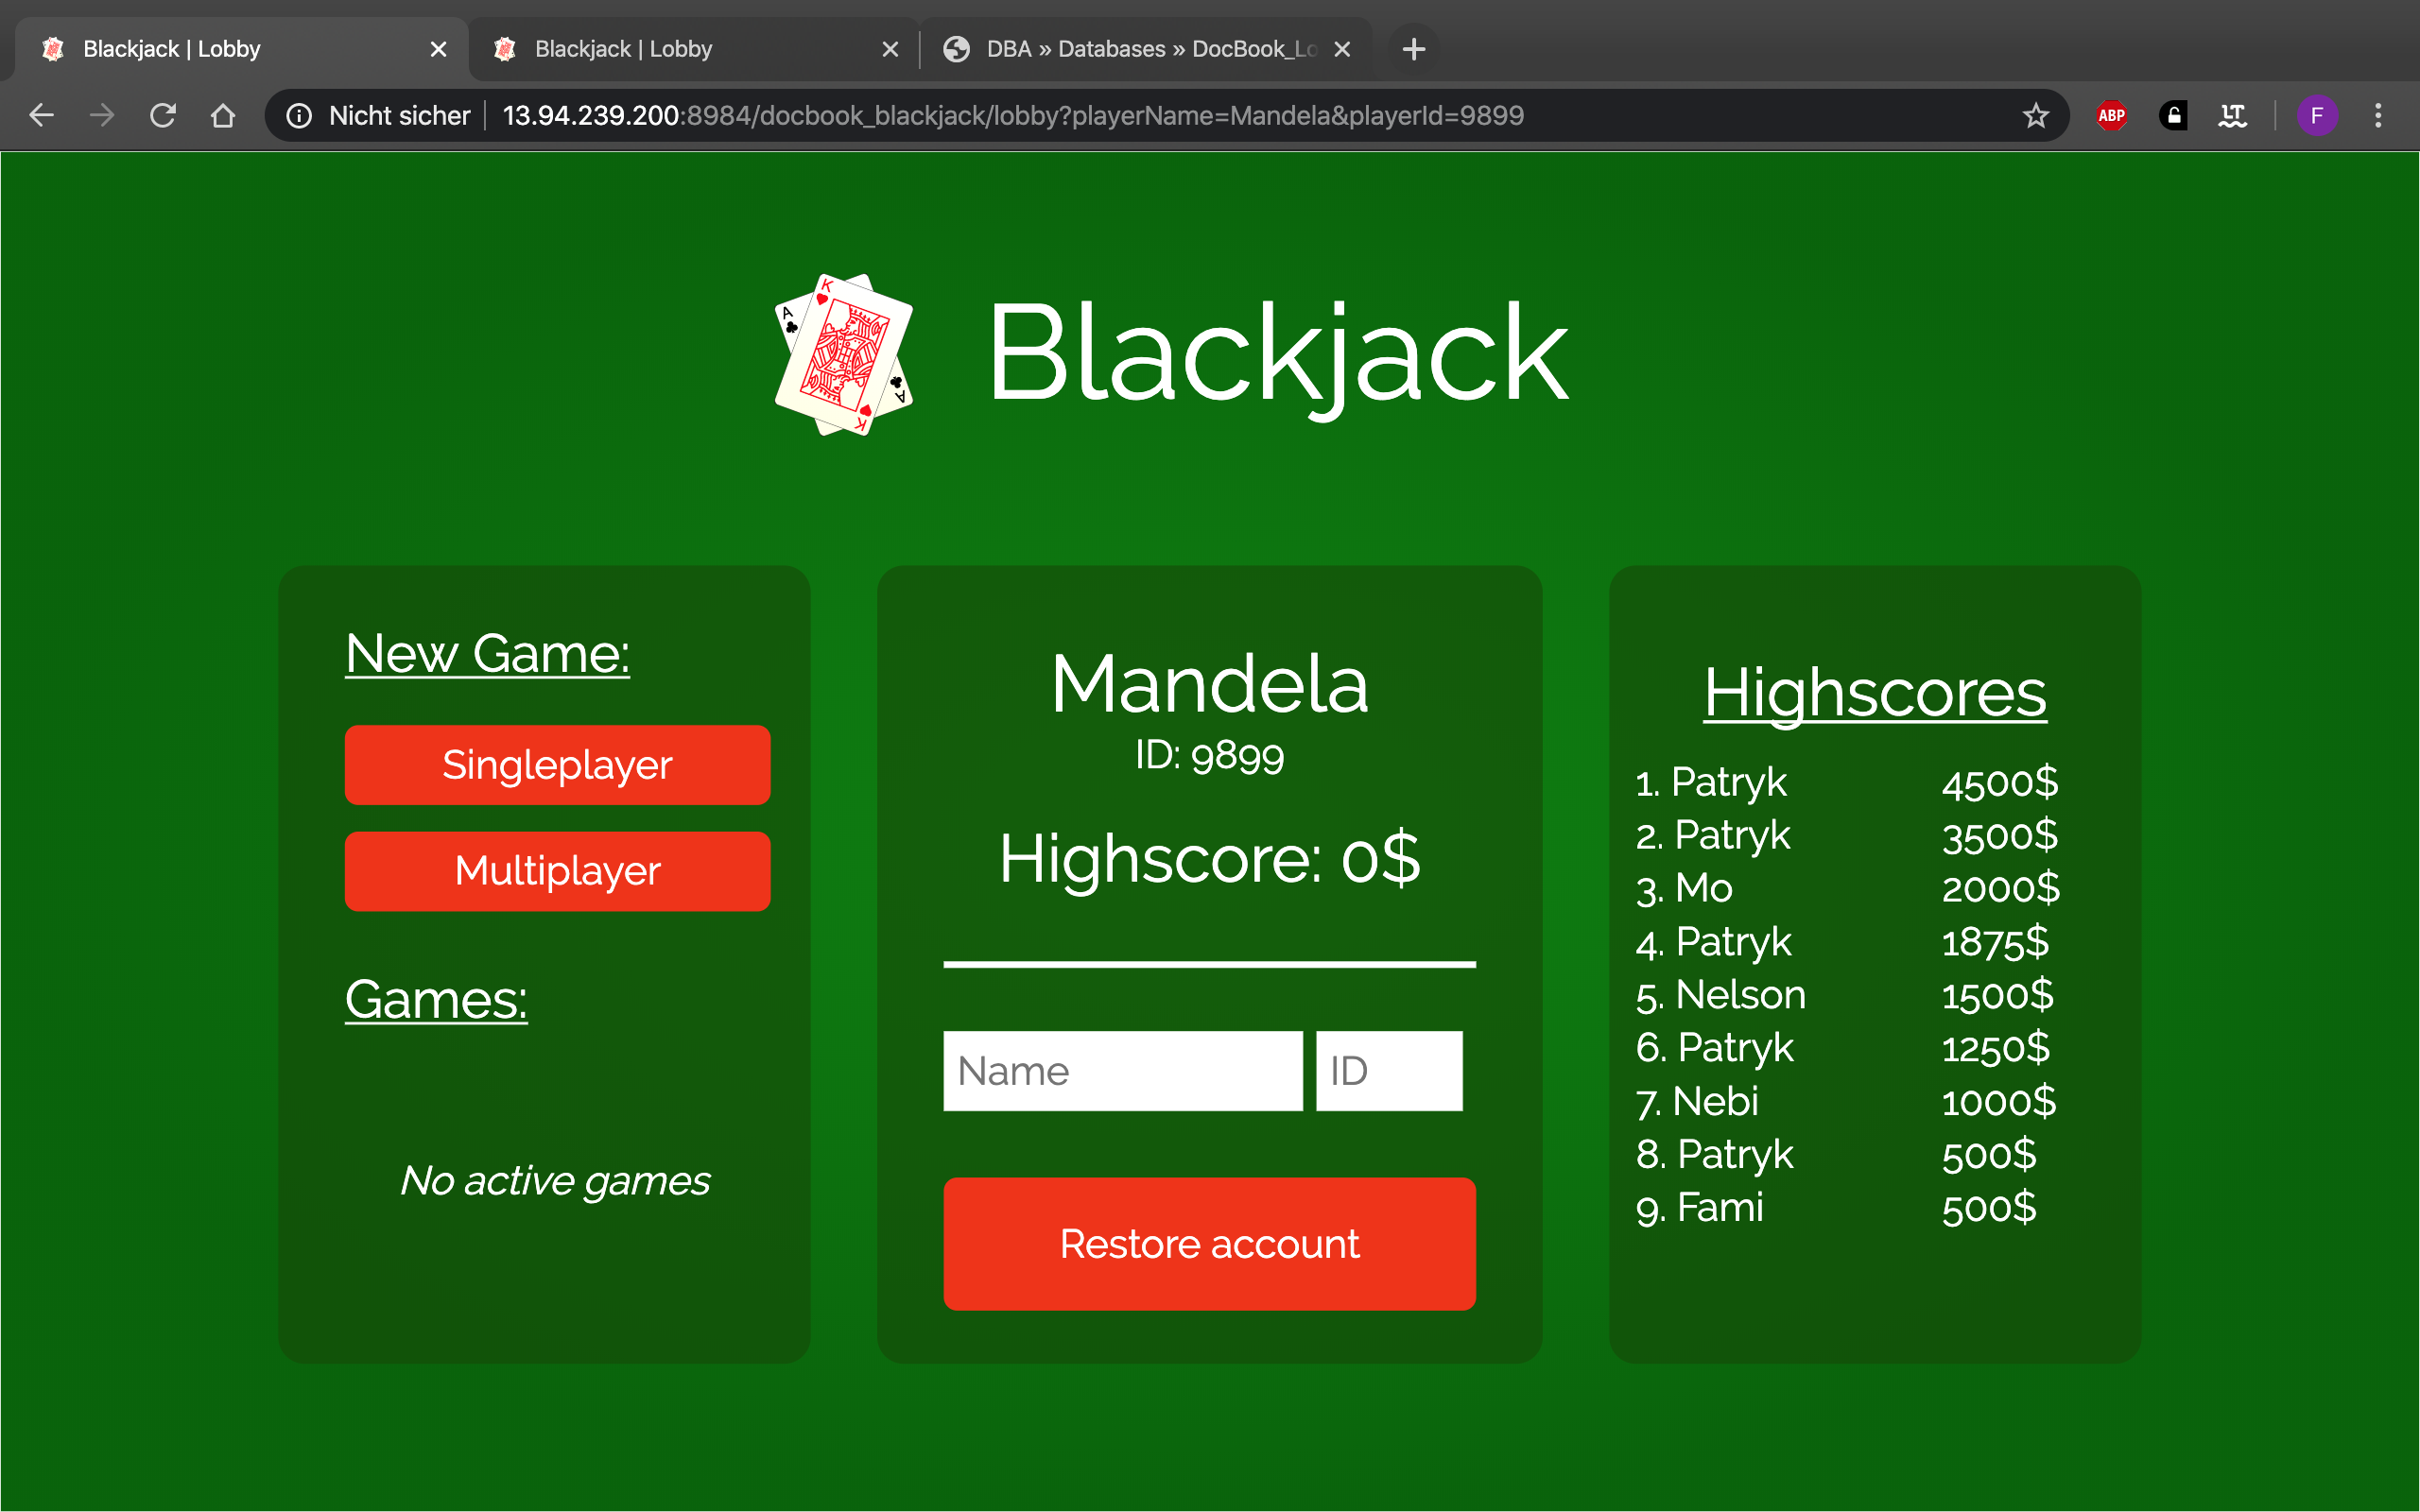 Blackjack | Lobby
Blackjack | Lobby
DBA » Databases » DocBook_Lo
Nicht sicher
13.94.239.200:8984/docbook_blackjack/lobby?playerName=Mandela&playerId=9899
ABP
LT
F
K
A
A
K
Blackjack
New Game:
Singleplayer
Multiplayer
Games:
No active games
Mandela
ID: 9899
Highscore: 0$
Name
ID
Restore account
Highscores
1. Patryk 4500$
2. Patryk 3500$
3. Mo 2000$
4. Patryk 1875$
5. Nelson 1500$
6. Patryk 1250$
7. Nebi 1000$
8. Patryk 500$
9. Fami 500$